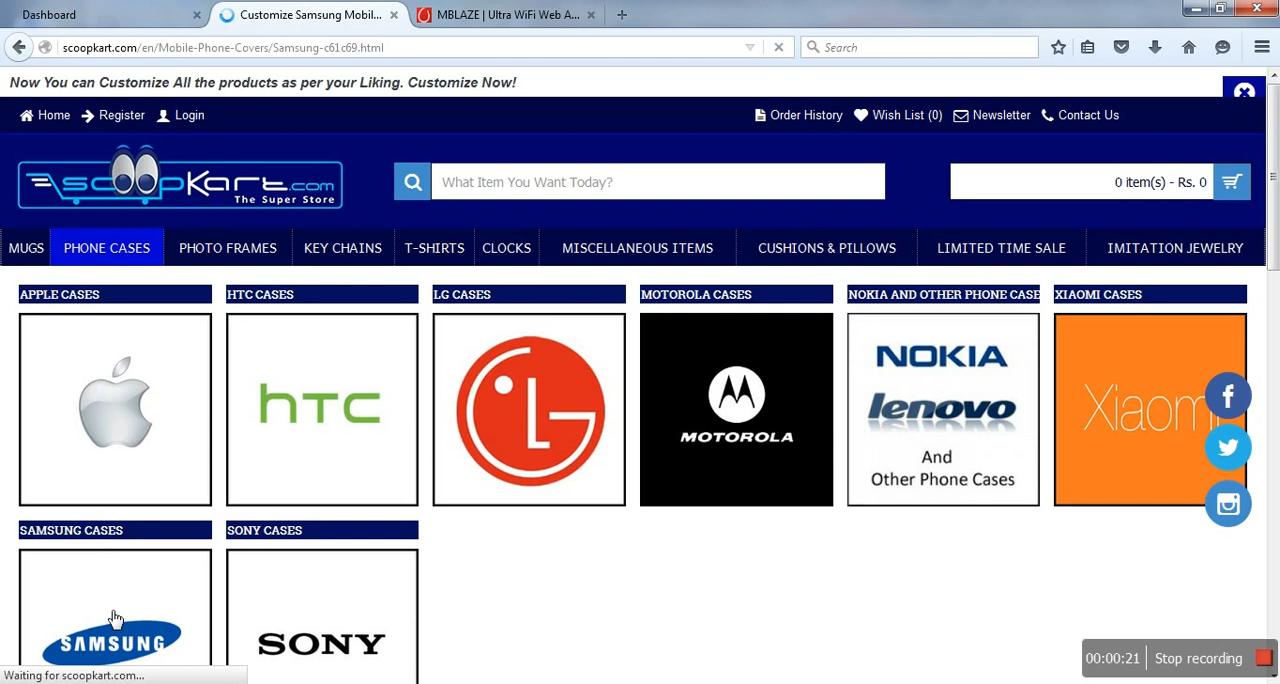 Dashboard
Customize Samsung Mobil...
MBLAZE | Ultra WiFi Web A...
scoopkart.com/en/Mobile-Phone-Covers/Samsung-c61c69.html
Search
Now You can Customize All the products as per your Liking. Customize Now!
Home
Register
Login
Order History
Wish List (0)
Newsletter
Contact Us
scoopKart.com
The Super Store
What Item You Want Today?
0 item(s) - Rs. 0
MUGS
PHONE CASES
PHOTO FRAMES
KEY CHAINS
T-SHIRTS
CLOCKS
MISCELLANEOUS ITEMS
CUSHIONS & PILLOWS
LIMITED TIME SALE
IMITATION JEWELRY
APPLE CASES
HTC CASES
LG CASES
MOTOROLA CASES
NOKIA AND OTHER PHONE CASE
XIAOMI CASES
hTC
LG
MOTOROLA
NOKIA
lenovo
And
Other Phone Cases
Xiaomi
SAMSUNG CASES
SONY CASES
SAMSUNG
SONY
Waiting for scoopkart.com...
00:00:21
Stop recording